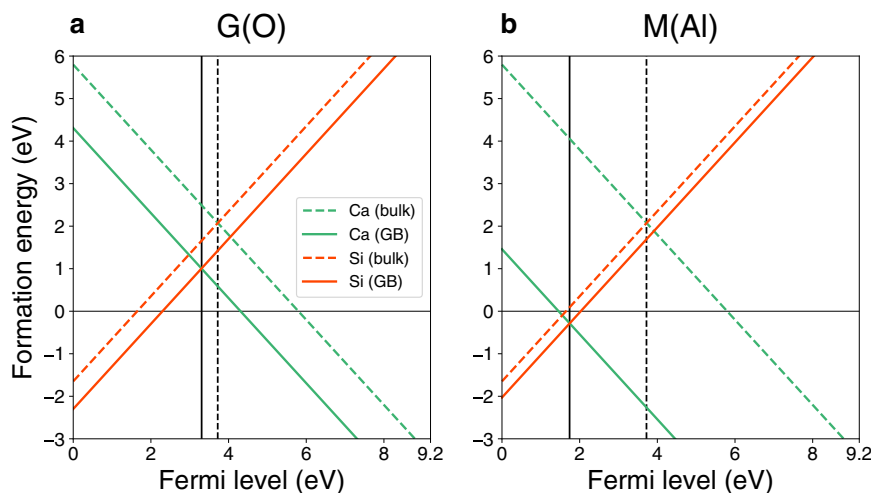 a
G(O)
b
M(Al)
Formation energy (eV)
6
5
4
3
2
1
0
−1
−2
−3
0
2
4
6
8
9.2
Fermi level (eV)
Ca (bulk)
Ca (GB)
Si (bulk)
Si (GB)
6
5
4
3
2
1
0
−1
−2
−3
0
2
4
6
8
9.2
Fermi level (eV)